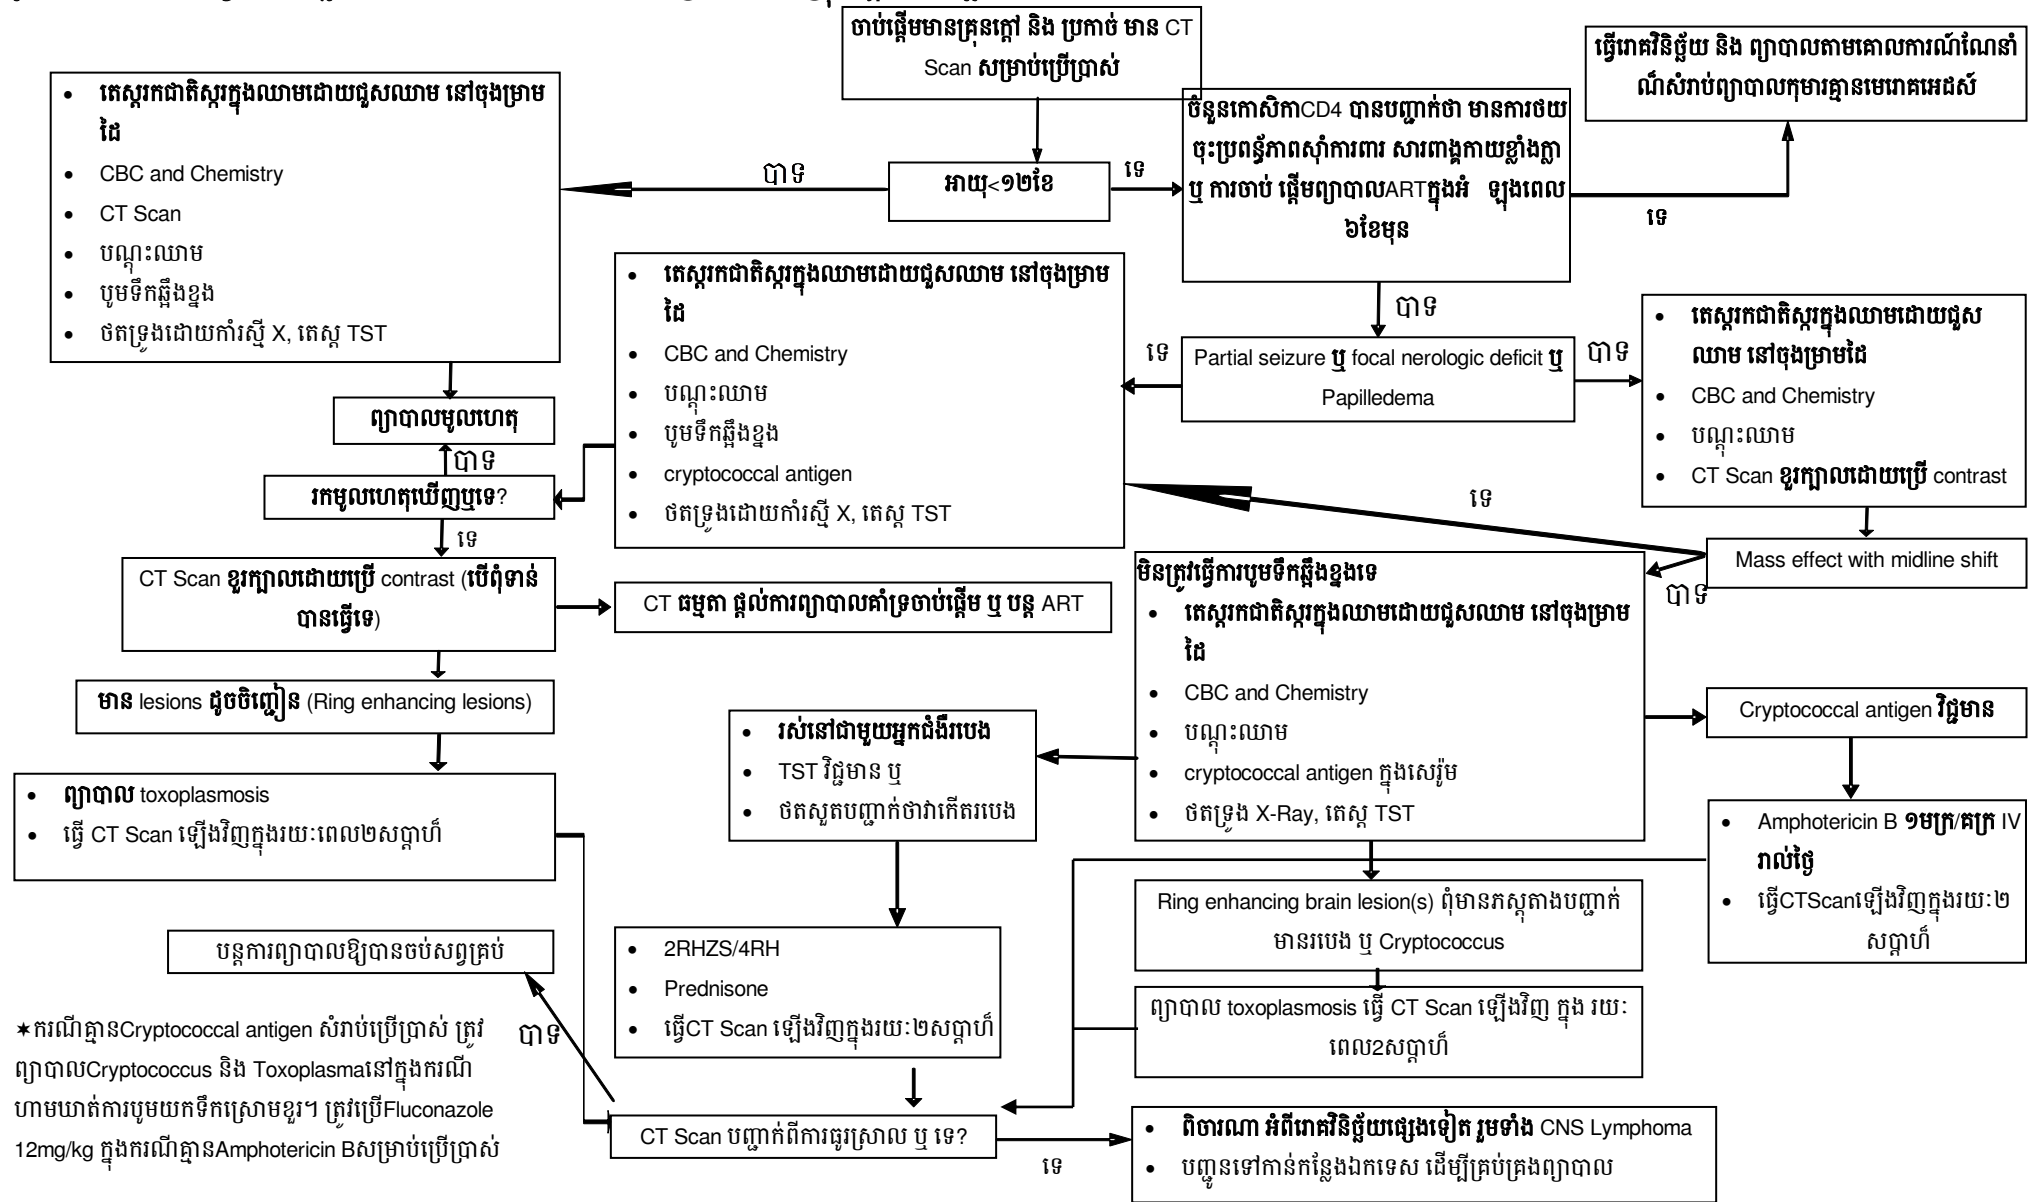 ចាប់ផ្តើមមានគ្រុនក្តៅ និង ប្រកាច់ មាន CT
Scan សម្រាប់ប្រើប្រាស់
ធ្វើរោគវិនិច្ឆ័យ និង ព្យាបាលតាមគោលការណ៍ណែនាំ
ណ៏សំរាប់ព្យាបាលកុមារគ្មានមេរោគអេដស៍
• តេស្តរកជាតិស្ករក្នុងឈាមដោយជួសឈាម នៅចុងម្រាម
ដៃ
• CBC and Chemistry
• CT Scan
• បណ្តុះឈាម
• បូមទឹកឆ្អឹងខ្នង
• ថតទ្រូងដោយកាំរស្មី X, តេស្ត TST
បាទ
អាយុ<១២ខែ
ទេ
ចំនួនកោសិកាCD4 បានបញ្ជាក់ថា មានការថយ
ចុះប្រពន្ធ័ភាពស៊ាំការពារ សារពាង្គកាយខ្លាំងក្លា
ឬ ការចាប់ ផ្តើមព្យាបាលARTក្នុងអំ ឡុងពេល
៦ខែមុន
ទេ
បាទ
• តេស្តរកជាតិស្ករក្នុងឈាមដោយជួសឈាម នៅចុងម្រាម
ដៃ
• CBC and Chemistry
• បណ្តុះឈាម
• បូមទឹកឆ្អឹងខ្នង
• cryptococcal antigen
• ថតទ្រូងដោយកាំរស្មី X, តេស្ត TST
ទេ
Partial seizure ឬ focal nerologic deficit ឬ
Papilledema
បាទ
• តេស្តរកជាតិស្ករក្នុងឈាមដោយជួស
ឈាម នៅចុងម្រាមដៃ
• CBC and Chemistry
• បណ្តុះឈាម
• CT Scan ខួរក្បាលដោយប្រើ contrast
ព្យាបាលមូលហេតុ
បាទ
រកមូលហេតុឃើញឬទេ?
ទេ
ទេ
Mass effect with midline shift
បាទ
CT Scan ខួរក្បាលដោយប្រើ contrast (បើពុំទាន់
បានធ្វើទេ)
CT ធម្មតា ផ្តល់ការព្យាបាលគាំទ្រចាប់ផ្តើម ឬ បន្ត ART
មិនត្រូវធ្វើការបូមទឹកឆ្អឹងខ្នងទេ
• តេស្តរកជាតិស្ករក្នុងឈាមដោយជួសឈាម នៅចុងម្រាម
ដៃ
• CBC and Chemistry
• បណ្តុះឈាម
• cryptococcal antigen ក្នុងសេរ៉ូម
• ថតទ្រូង X-Ray, តេស្ត TST
មាន lesions ដូចចិញ្ជៀន (Ring enhancing lesions)
• រស់នៅជាមួយអ្នកជំងឺរបេង
• TST វិជ្ជមាន ឬ
• ថតសួតបញ្ជាក់ថាវាកើតរបេង
Cryptococcal antigen វិជ្ជមាន
• ព្យាបាល toxoplasmosis
• ធ្វើ CT Scan ឡើងវិញក្នុងរយៈពេល២សប្តាហ៏
• Amphotericin B ១មក្រ/គក្រ IV
រាល់ថ្ងៃ
• ធ្វើCTScanឡើងវិញក្នុងរយៈ២
សប្តាហ៏
Ring enhancing brain lesion(s) ពុំមានភស្តុតាងបញ្ជាក់
មានរបេង ឬ Cryptococcus
បន្តការព្យាបាលឱ្យបានចប់សព្វគ្រប់
• 2RHZS/4RH
• Prednisone
• ធ្វើCT Scan ឡើងវិញក្នុងរយៈ២សប្តាហ៏
ព្យាបាល toxoplasmosis ធ្វើ CT Scan ឡើងវិញ ក្នុង រយៈ
ពេល2សប្តាហ៏
✶ករណីគ្មានCryptococcal antigen សំរាប់ប្រើប្រាស់ ត្រូវ
ព្យាបាលCryptococcus និង Toxoplasmaនៅក្នុងករណី
ហាមឃាត់ការបូមយកទឹកស្រោមខួរ។ ត្រូវប្រើFluconazole
12mg/kg ក្នុងករណីគ្មានAmphotericin Bសម្រាប់ប្រើប្រាស់
បាទ
CT Scan បញ្ជាក់ពីការធូរស្រាល ឬ ទេ?
ទេ
• ពិចារណា អំពីរោគវិនិច្ឆ័យផ្សេងទៀត រួមទាំង CNS Lymphoma
• បញ្ជូនទៅកាន់កន្លែងឯកទេស ដើម្បីគ្រប់គ្រងព្យាបាល